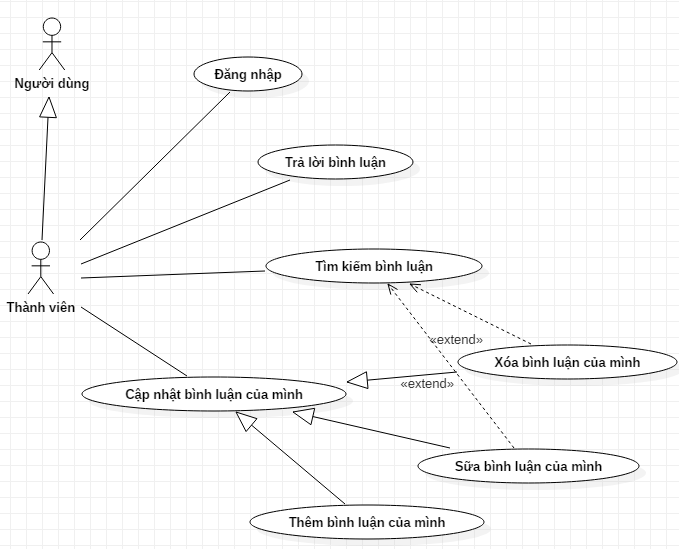 Người dùng
Đăng nhập
Trả lời bình luận
Tìm kiếm bình luận
Thành viên
«extend»
Xóa bình luận của mình
«extend»
Cập nhật bình luận của mình
Sữa bình luận của mình
Thêm bình luận của mình